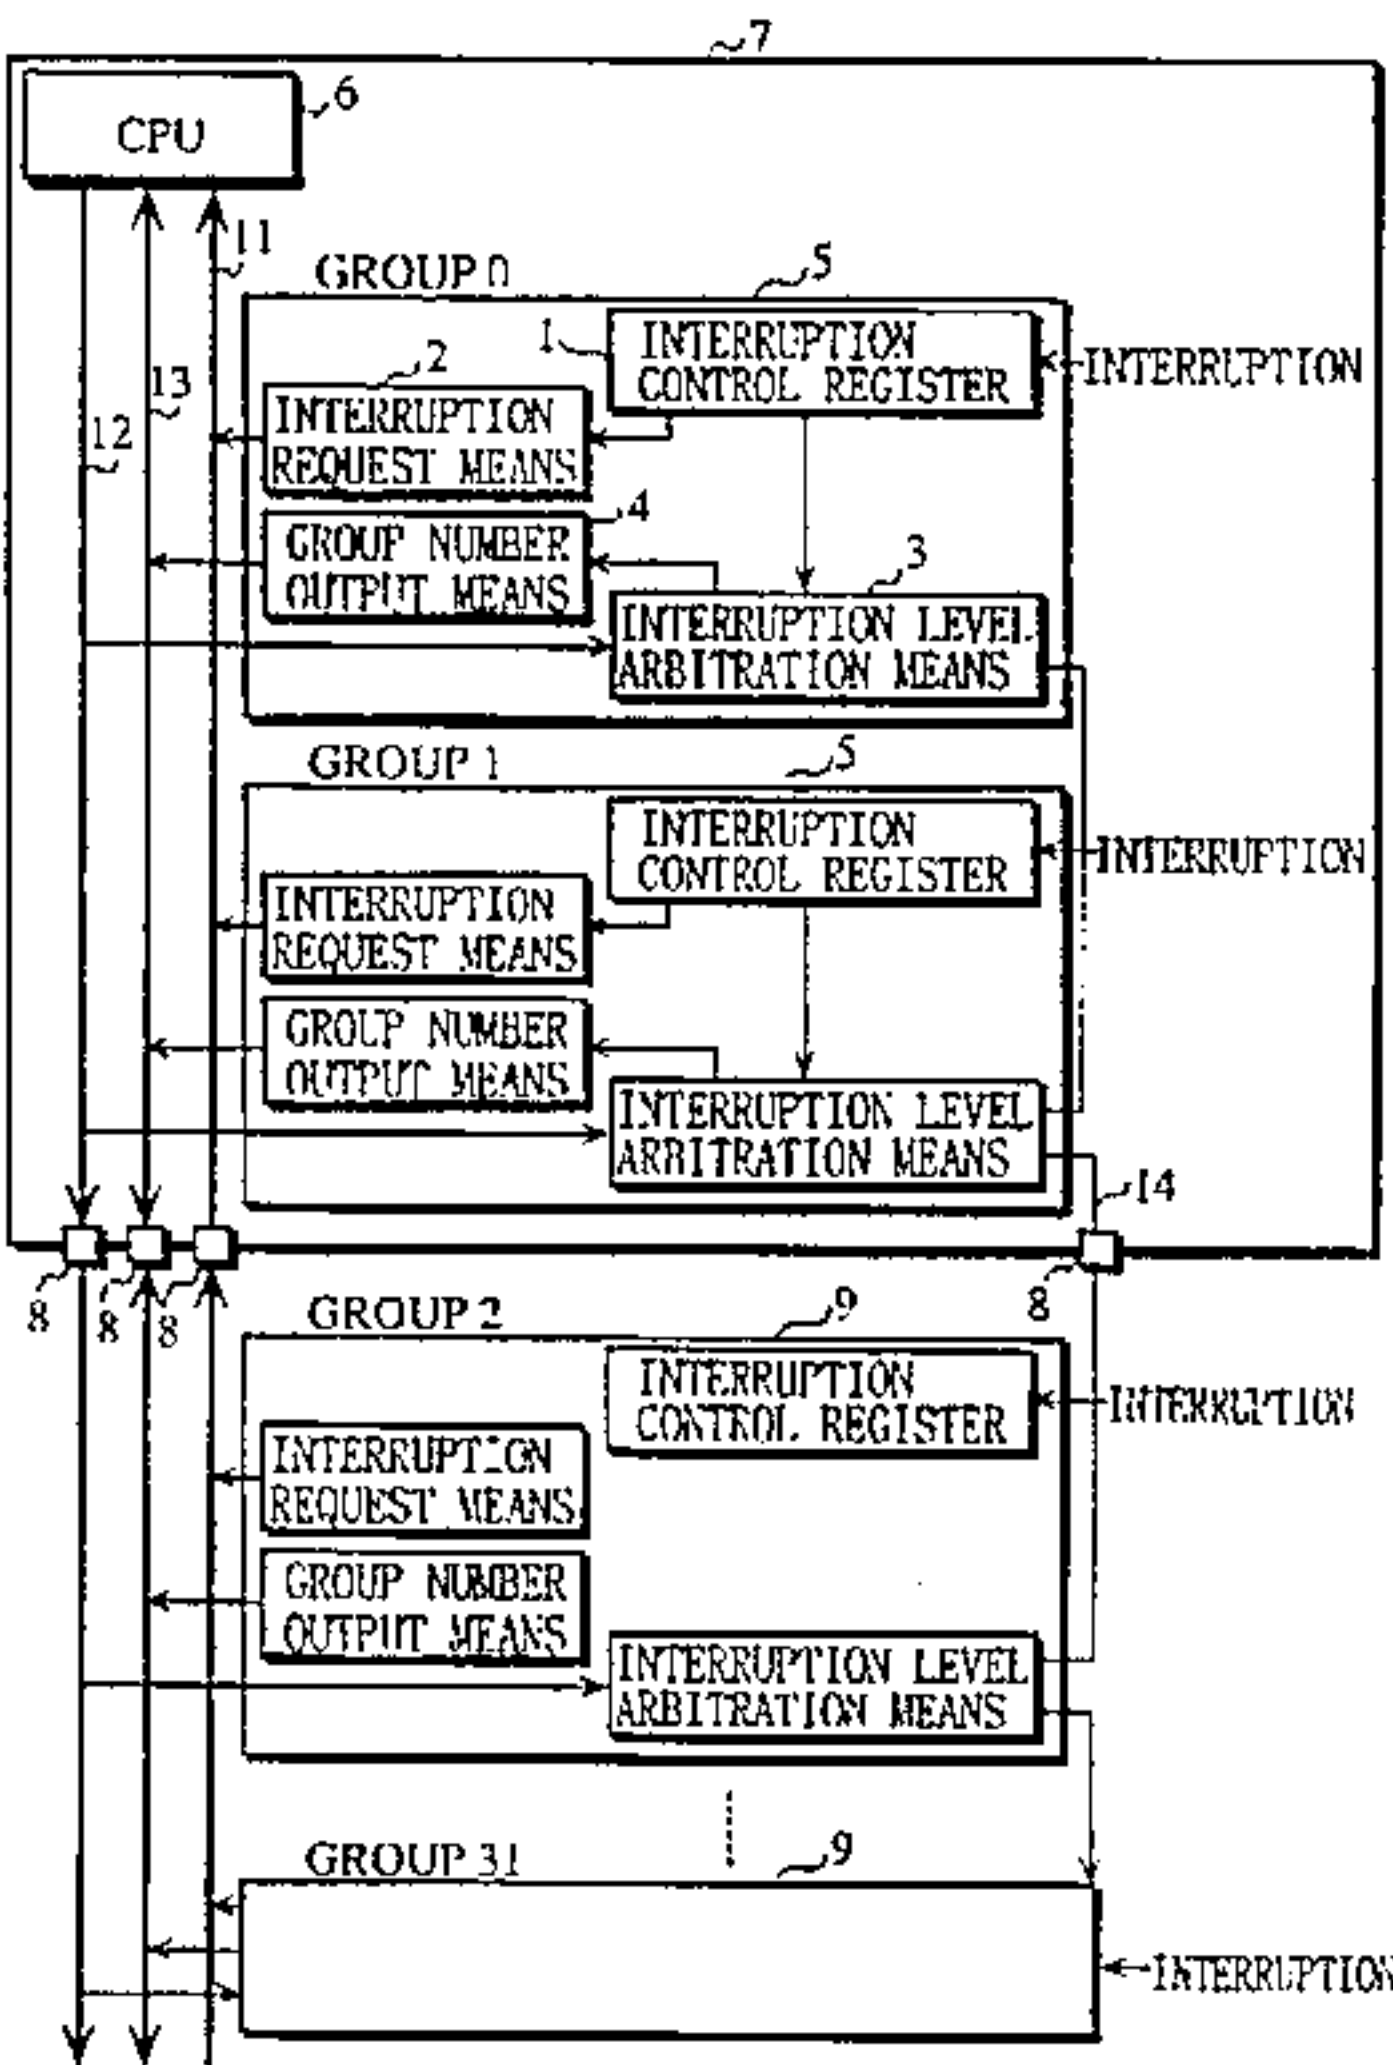 7
6
CPU
11
GROUP 0
5
1
INTERRUPTION
CONTROL REGISTER
INTERRUPTION
2
13
12
INTERRUPTION
REQUEST MEANS
4
GROUP NUMBER
OUTPUT MEANS
3
INTERRUPTION LEVEL
ARBITRATION MEANS
GROUP 1
5
INTERRUPTION
CONTROL REGISTER
INTERRUPTION
INTERRUPTION
REQUEST MEANS
GROUP NUMBER
OUTPUT MEANS
INTERRUPTION LEVEL
ARBITRATION MEANS
14
8
8
8
8
GROUP 2
9
INTERRUPTION
CONTROL REGISTER
INTERRUPTION
INTERRUPTION
REQUEST MEANS
GROUP NUMBER
OUTPUT MEANS
INTERRUPTION LEVEL
ARBITRATION MEANS
GROUP 31
9
INTERRUPTION